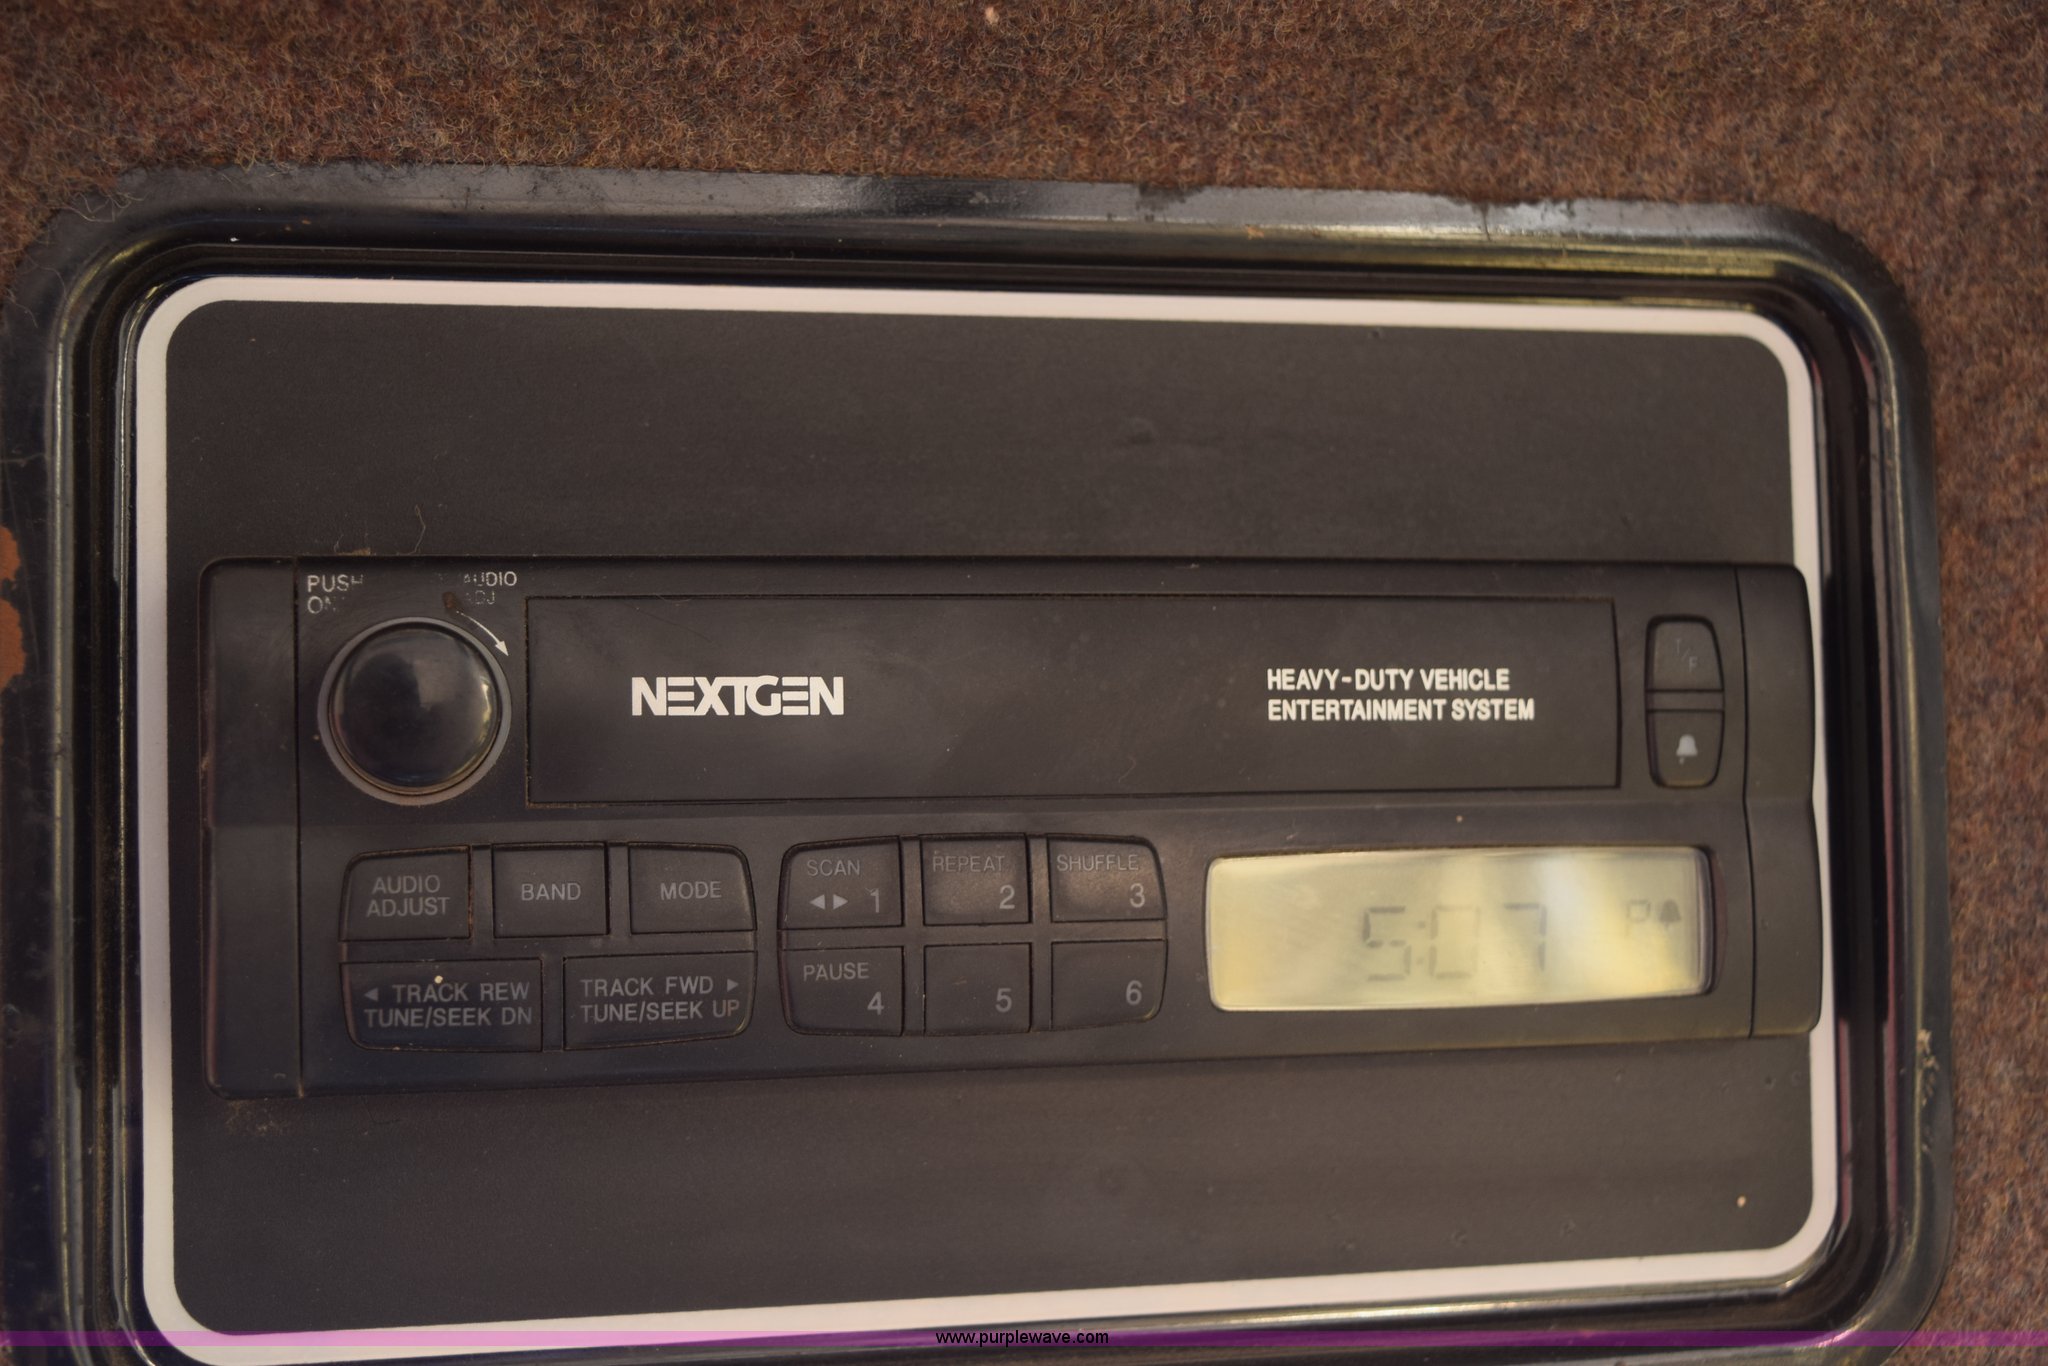 PUSH
AUDIO
ADJ
NEXTGEN
HEAVY-DUTY VEHICLE
ENTERTAINMENT SYSTEM
T/F
AUDIO
ADJUST
BAND
MODE
SCAN
1
REPEAT
2
SHUFFLE
3
5:07 P
TRACK REW
TUNE/SEEK DN
TRACK FWD
TUNE/SEEK UP
PAUSE
4
5
6
www.purplewave.com